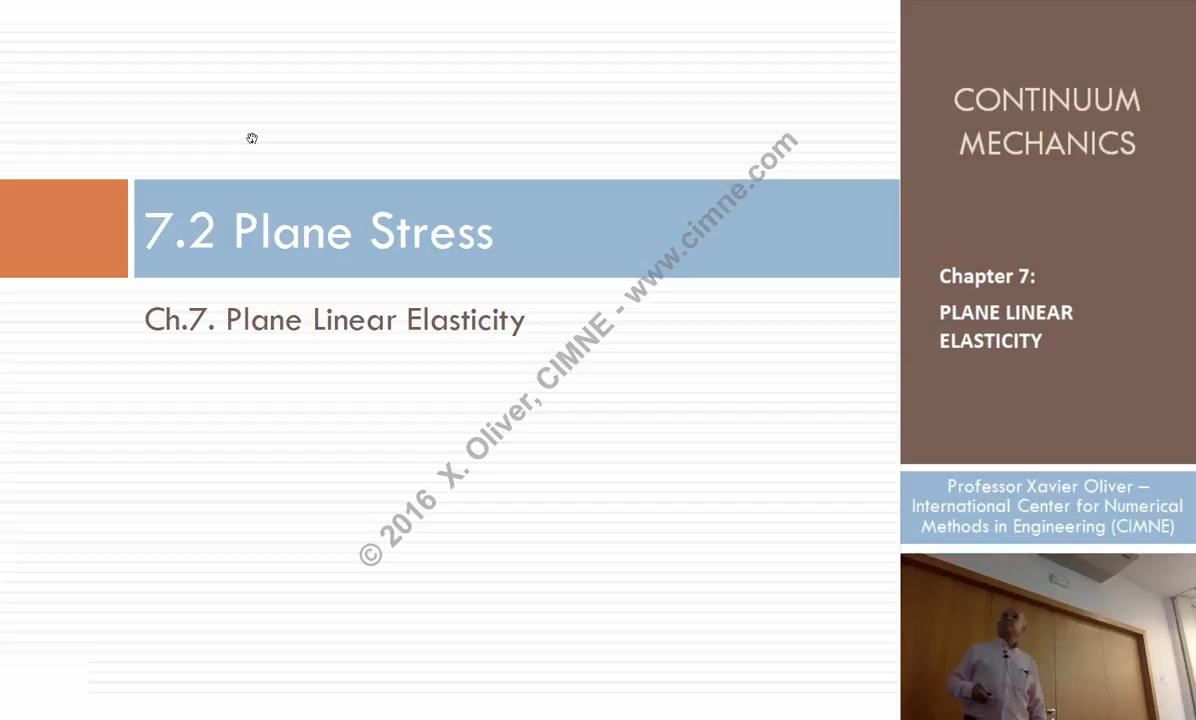 7.2 Plane Stress
Ch.7. Plane Linear Elasticity
© 2016 X. Oliver, CIMNE - www.cimne.com
CONTINUUM
MECHANICS
Chapter 7:
PLANE LINEAR
ELASTICITY
Professor Xavier Oliver –
International Center for Numerical
Methods in Engineering (CIMNE)